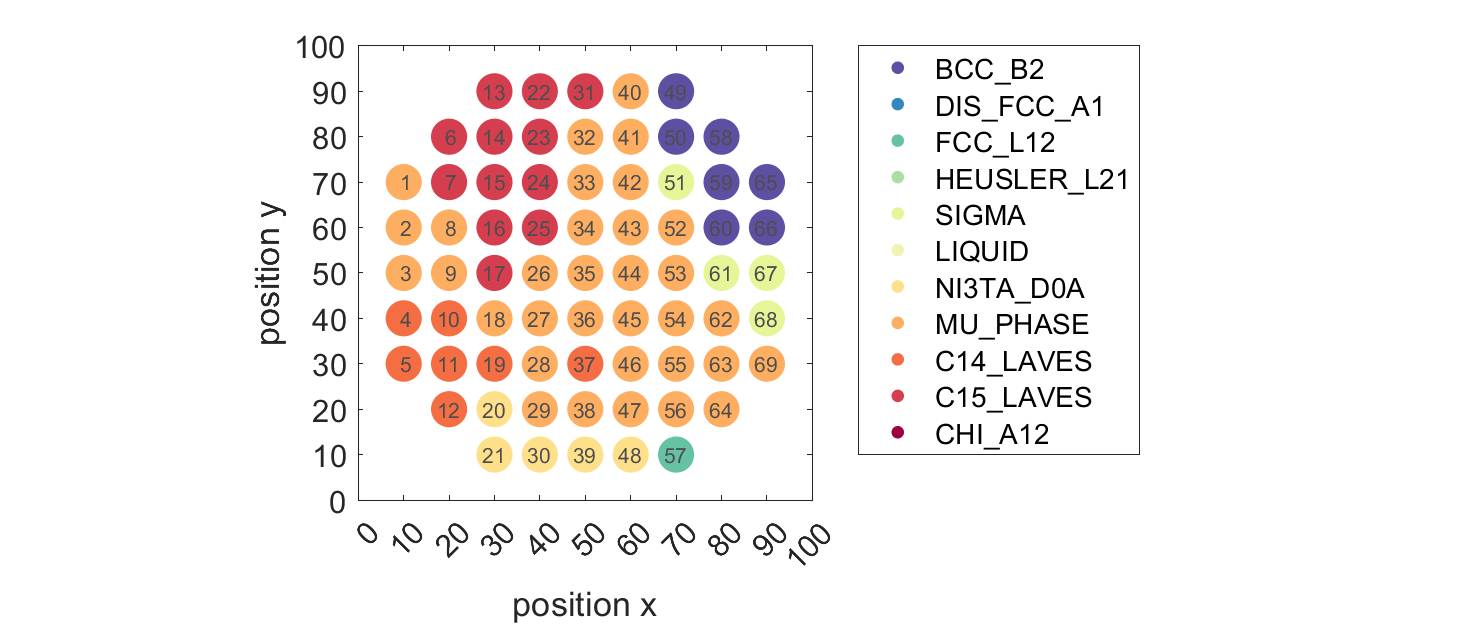 100
90 13 22 31 40 49
80 6 14 23 32 41 50 58
70 1 7 15 24 33 42 51 59 65
60 2 8 16 25 34 43 52 60 66
50 3 9 17 26 35 44 53 61 67
40 4 10 18 27 36 45 54 62 68
30 5 11 19 28 37 46 55 63 69
20 12 20 29 38 47 56 64
10 21 30 39 48 57
0
0 10 20 30 40 50 60 70 80 90 100
position x
position y
BCC_B2
DIS_FCC_A1
FCC_L12
HEUSLER_L21
SIGMA
LIQUID
NI3TA_D0A
MU_PHASE
C14_LAVES
C15_LAVES
CHI_A12